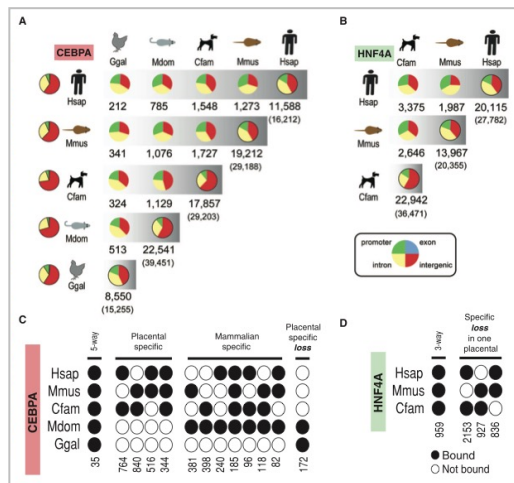 A
CEBPA
Ggal Mdom Cfam Mmus Hsap
Hsap
212 785 1,548 1,273 11,588
(16,212)
Mmus
341 1,076 1,727 19,212
(29,188)
Cfam
324 1,129 17,857
(29,203)
Mdom
513 22,541
(39,451)
Ggal
8,550
(15,255)
B
HNF4A
Cfam Mmus Hsap
Hsap
3,375 1,987 20,115
(27,782)
Mmus
2,646 13,967
(20,355)
Cfam
22,942
(36,471)
promoter exon
intron intergenic
C
CEBPA
5-way
Placental
specific
Mammalian
specific
Placental
specific
loss
Hsap
Mmus
Cfam
Mdom
Ggal
35 764 840 516 344 381 398 240 185 96 118 82 172
D
HNF4A
3-way
Specific
loss
in one
placental
Hsap
Mmus
Cfam
959 2153 927 836
Bound
Not bound